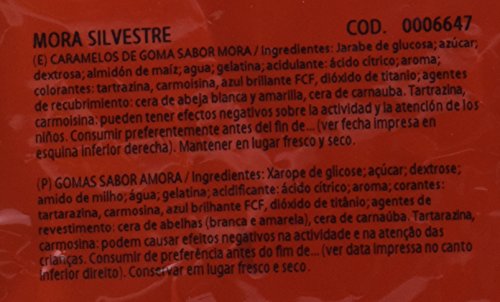 MORA SILVESTRE COD. 0006647
(E) CARAMELOS DE GOMA SABOR MORA / Ingredientes: Jarabe de glucosa; azúcar;
dextrosa; almidón de maíz; agua; gelatina; acidulante: ácido cítrico; aroma;
colorantes: tartrazina, carmoisina, azul brillante FCF, dióxido de titanio; agentes
de recubrimiento: cera de abeja blanca y amarilla, cera de carnauba. Tartrazina,
carmoisina: pueden tener efectos negativos sobre la actividad y la atención de los
niños. Consumir preferentemente antes del fin de...(ver fecha impresa en
esquina inferior derecha). Mantener en lugar fresco y seco.
(P) GOMAS SABOR AMORA / Ingredientes: Xarope de glicose; açúcar; dextrose;
amido de milho; água; gelatina; acidificante: ácido cítrico; aroma; corantes:
tartarazina, carmosina, azul brilhante FCF, dióxido de titânio; agentes de
revestimento: cera de abelhas (branca e amarela), cera de carnaúba. Tartarazina,
carmosina: podem causar efeitos negativos na actividade e na atenção das
crianças. Consumir de preferência antes do fim de...(ver data impressa no canto
inferior direito). Conservar em lugar fresco e seco.